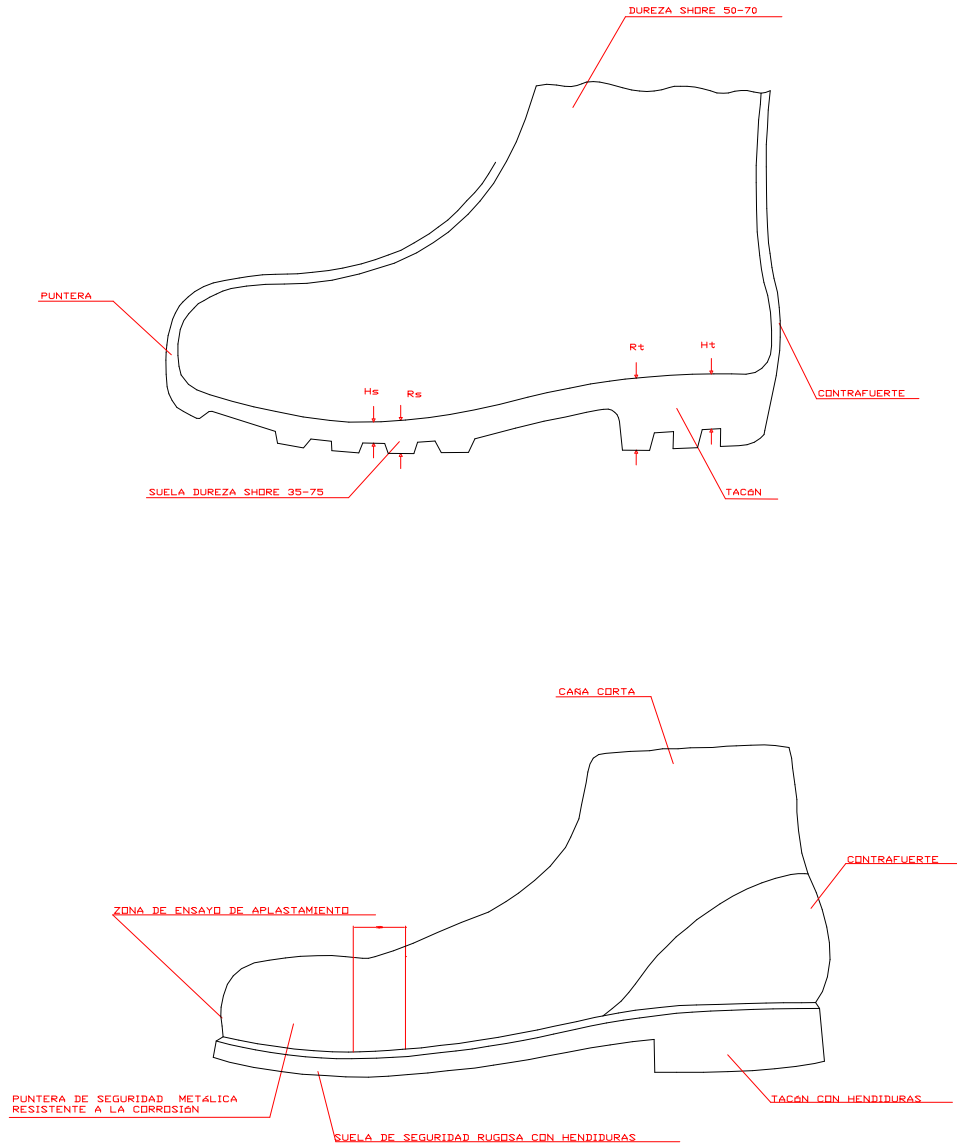 DUREZA SHORE 50-70
PUNTERA
Rt
Ht
Hs
Rs
CONTRAFUERTE
SUELA DUREZA SHORE 35-75
TACóN
CAñA CORTA
CONTRAFUERTE
ZONA DE ENSAYO DE APLASTAMIENTO
PUNTERA DE SEGURIDAD METáLICA
RESISTENTE A LA CORROSIóN
TACóN CON HENDIDURAS
SUELA DE SEGURIDAD RUGOSA CON HENDIDURAS